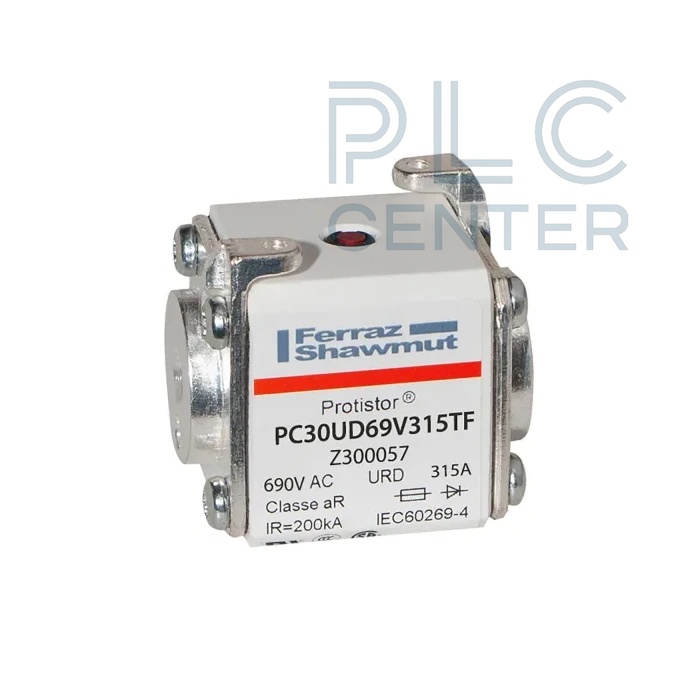 PLC
CENTER
Ferraz
Shawmut
Protistor®
PC30UD69V315TF
Z300057
690V AC URD 315A
Classe aR
IR=200kA IEC60269-4